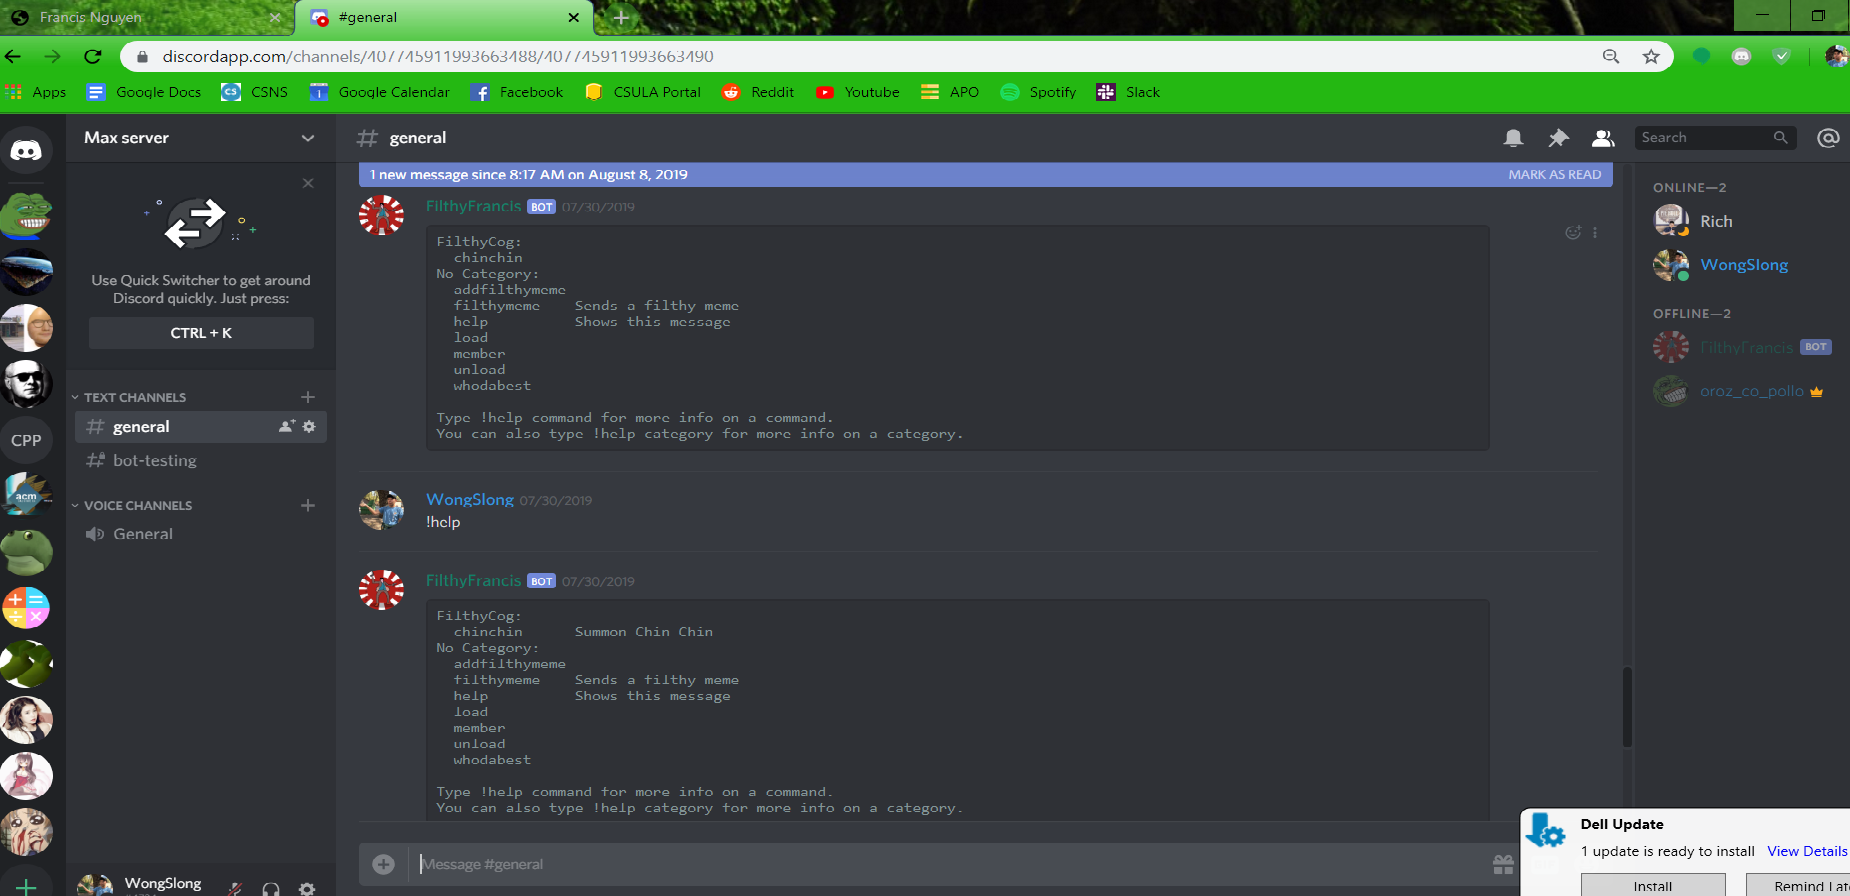 Francis Nguyen
#general
discordapp.com/channels/407745911993663488/407745911993663490
Apps
Google Docs
CS
CSNS
Google Calendar
Facebook
CSULA Portal
Reddit
Youtube
APO
Spotify
Slack
Max server
general
Search
Use Quick Switcher to get around
Discord quickly. Just press:
CTRL + K
TEXT CHANNELS
general
bot-testing
VOICE CHANNELS
General
CPP
acm
WongSlong
1 new message since 8:17 AM on August 8, 2019
MARK AS READ
FilthyFrancis BOT 07/30/2019
FilthyCog:
chinchin
No Category:
addfilthymeme
filthymeme Sends a filthy meme
help Shows this message
load
member
unload
whodabest
Type !help command for more info on a command.
You can also type !help category for more info on a category.
WongSlong 07/30/2019
!help
FilthyFrancis BOT 07/30/2019
FilthyCog:
chinchin Summon Chin Chin
No Category:
addfilthymeme
filthymeme Sends a filthy meme
help Shows this message
load
member
unload
whodabest
Type !help command for more info on a command.
You can also type !help category for more info on a category.
Message #general
ONLINE—2
Rich
WongSlong
OFFLINE—2
FilthyFrancis BOT
oroz_co_pollo
Dell Update
1 update is ready to install View Details
Install
Remind Lat